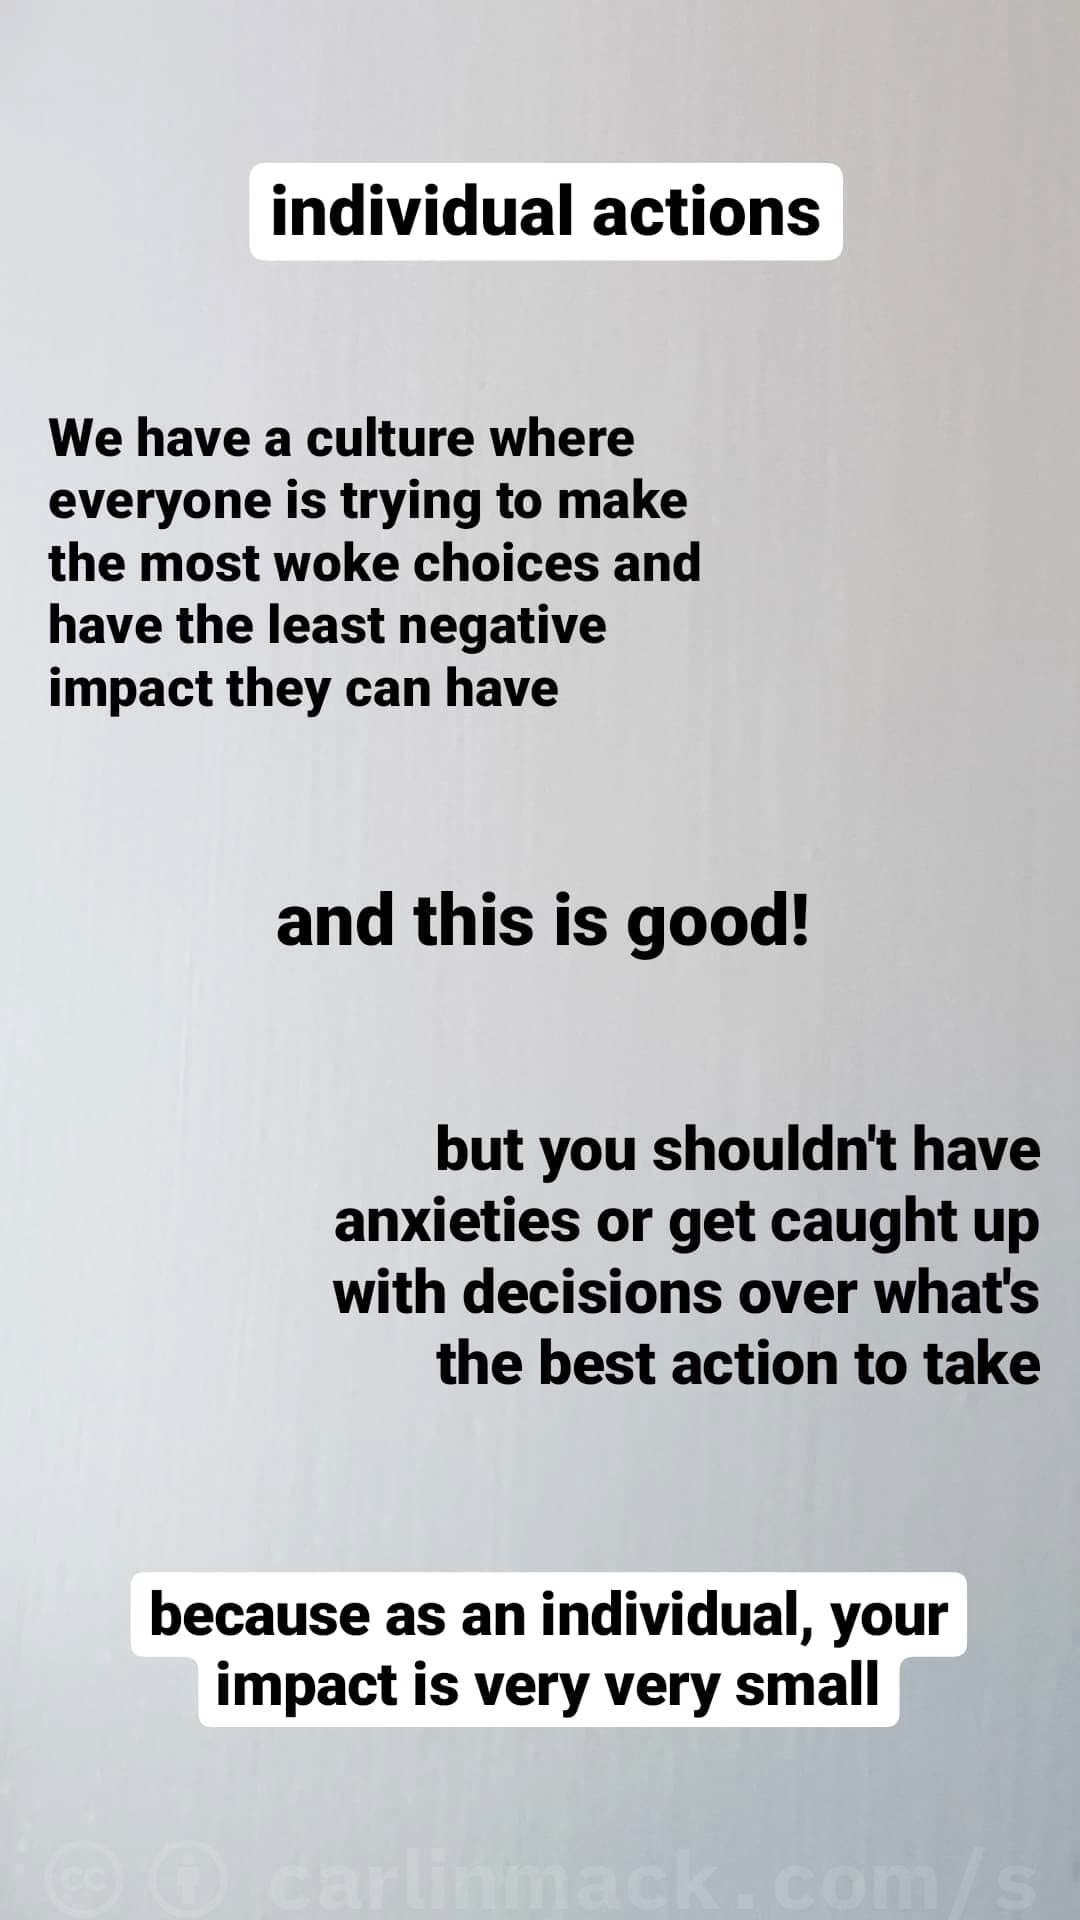 individual actions
We have a culture where
everyone is trying to make
the most woke choices and
have the least negative
impact they can have
and this is good!
but you shouldn't have
anxieties or get caught up
with decisions over what's
the best action to take
because as an individual, your
impact is very very small
cc carlinmack.com/s